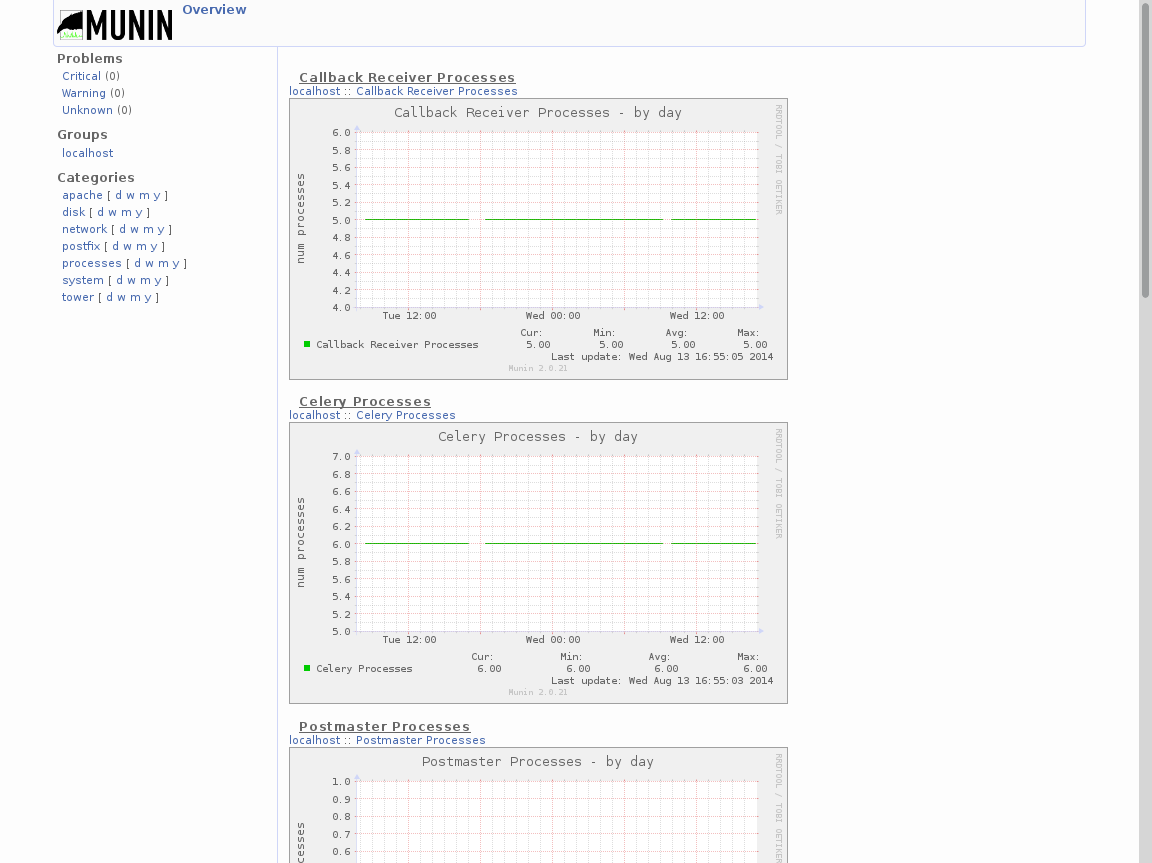 MUNIN
Overview
Problems
Critical (0)
Warning (0)
Unknown (0)
Groups
localhost
Categories
apache [ d w m y ]
disk [ d w m y ]
network [ d w m y ]
postfix [ d w m y ]
processes [ d w m y ]
system [ d w m y ]
tower [ d w m y ]
Callback Receiver Processes
localhost :: Callback Receiver Processes
Callback Receiver Processes - by day
RRDTOOL / TOBI OETIKER
num processes
6.0
5.8
5.6
5.4
5.2
5.0
4.8
4.6
4.4
4.2
4.0
Tue 12:00 Wed 00:00 Wed 12:00
Cur: Min: Avg: Max:
Callback Receiver Processes 5.00 5.00 5.00 5.00
Last update: Wed Aug 13 16:55:05 2014
Munin 2.0.21
Celery Processes
localhost :: Celery Processes
Celery Processes - by day
RRDTOOL / TOBI OETIKER
num processes
7.0
6.8
6.6
6.4
6.2
6.0
5.8
5.6
5.4
5.2
5.0
Tue 12:00 Wed 00:00 Wed 12:00
Cur: Min: Avg: Max:
Celery Processes 6.00 6.00 6.00 6.00
Last update: Wed Aug 13 16:55:03 2014
Munin 2.0.21
Postmaster Processes
localhost :: Postmaster Processes
Postmaster Processes - by day
RRDTOOL / TOBI OETIKER
cesses
1.0
0.9
0.8
0.7
0.6